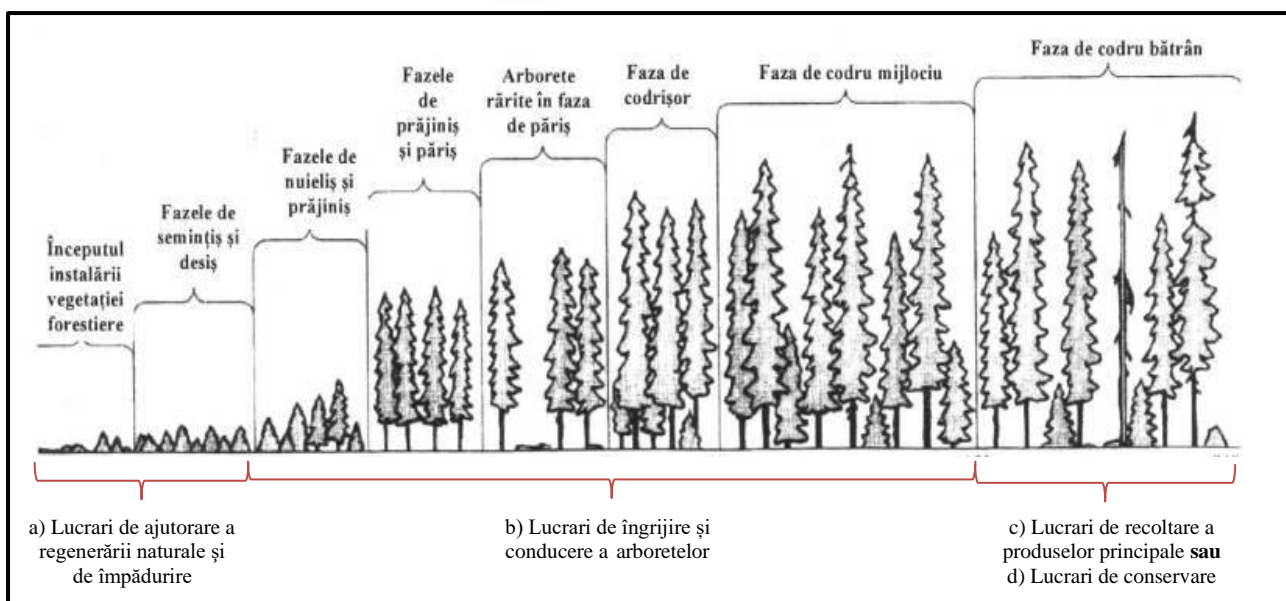 Începutul
instalării
vegetației
forestiere
Fazele de
semințiș și
desiș
Fazele de
nuieliș și
prăjiniș
Fazele
de
prăjiniș
și păriș
Arborete
rărite în faza
de păriș
Faza de
codrișor
Faza de codru mijlociu
Faza de codru bătrân
a) Lucrari de ajutorare a
regenerării naturale şi
de împădurire
b) Lucrari de îngrijire și
conducere a arboretelor
c) Lucrari de recoltare a
produselor principale sau
d) Lucrari de conservare